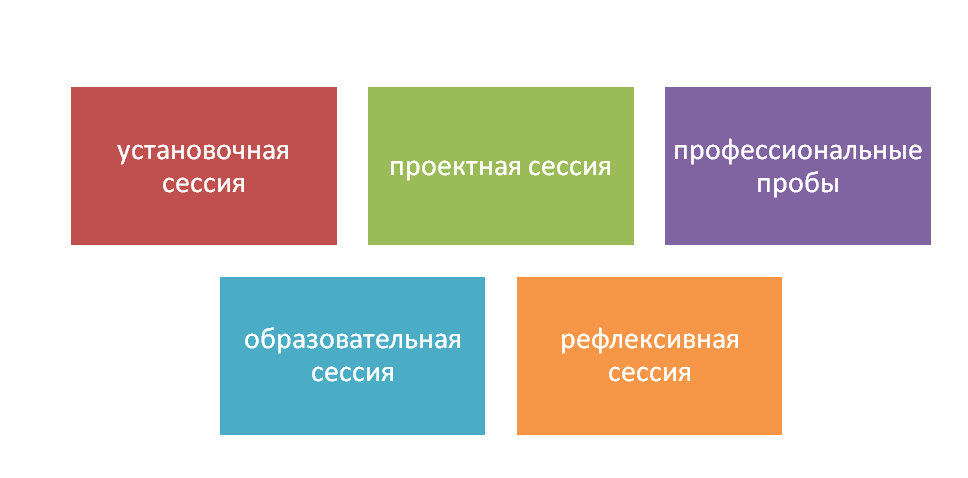 установочная
сессия
проектная сессия
профессиональные
пробы
образовательная
сессия
рефлексивная
сессия